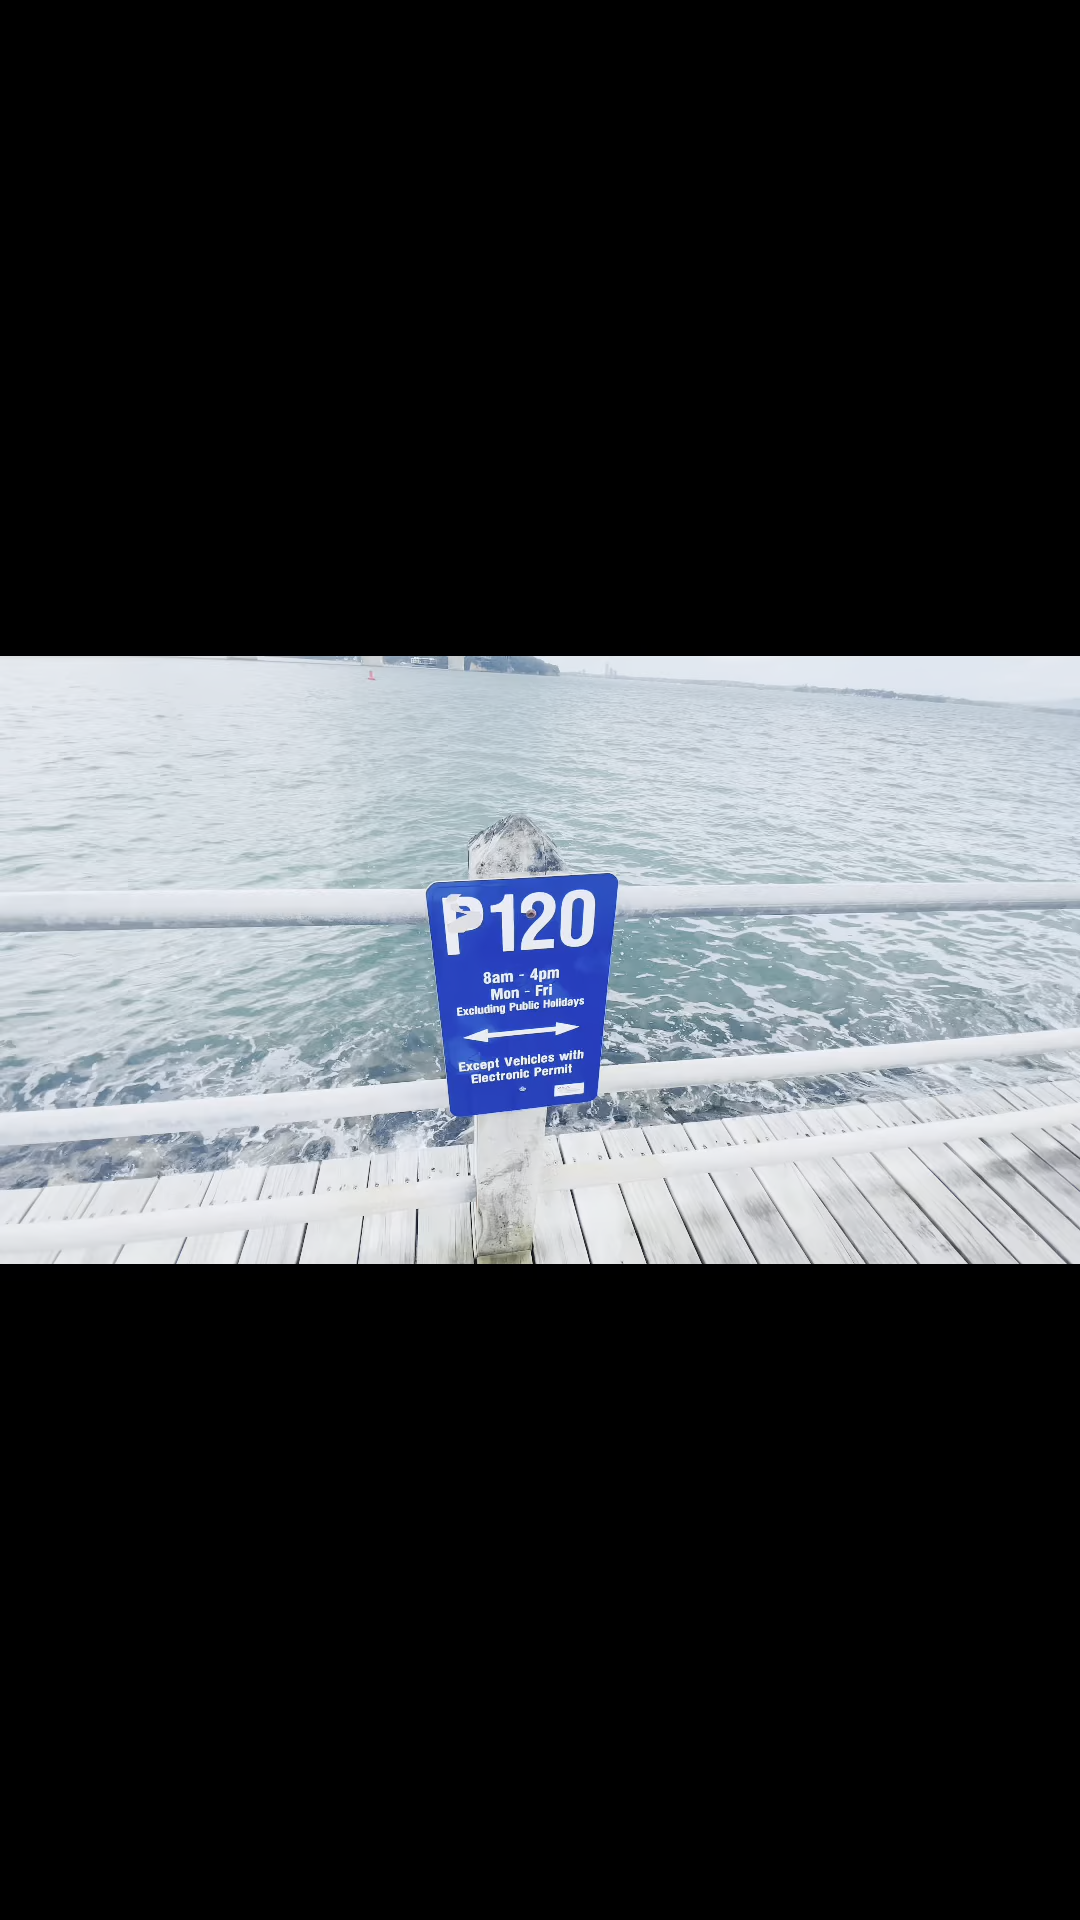 P120
8am - 4pm
Mon - Fri
Excluding Public Holidays
Except Vehicles with
Electronic Permit